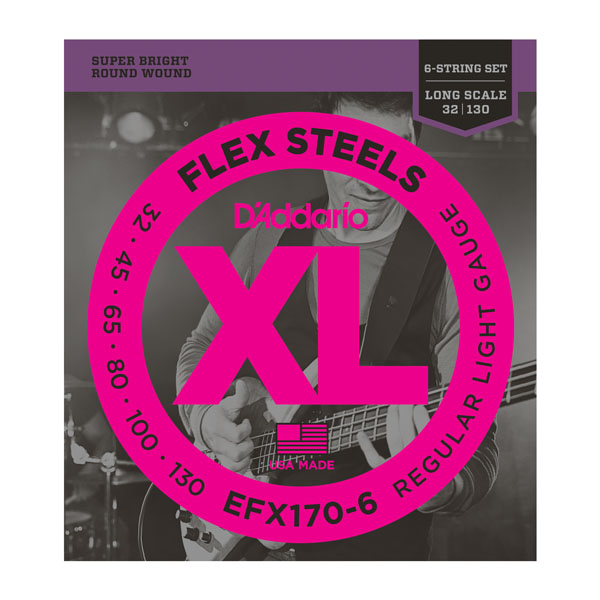 SUPER BRIGHT
ROUND WOUND
6-STRING SET
LONG SCALE
32 | 130
FLEX STEELS
D'Addario
XL
32 · 45 · 65 · 80 · 100 · 130
REGULAR LIGHT GAUGE
USA MADE
EFX170-6